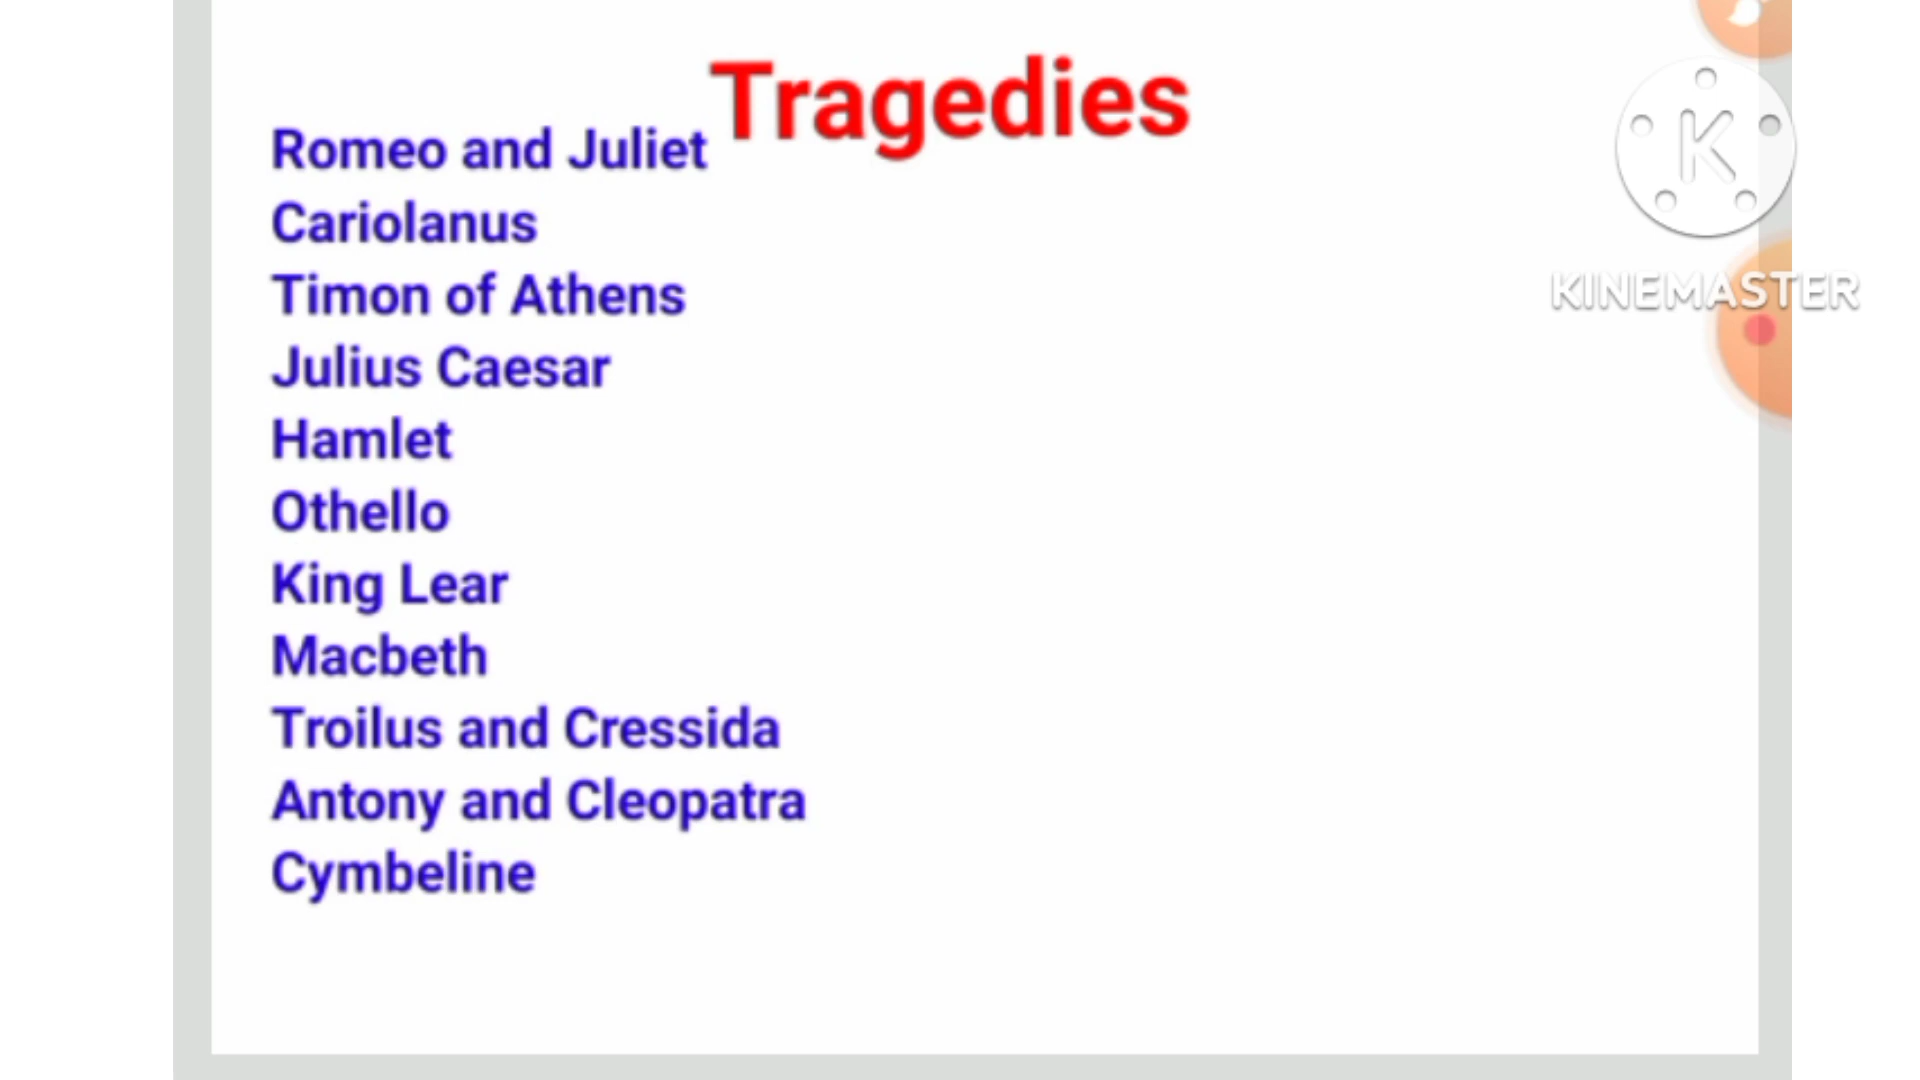 Tragedies
Romeo and Juliet
Cariolanus
Timon of Athens
Julius Caesar
Hamlet
Othello
King Lear
Macbeth
Troilus and Cressida
Antony and Cleopatra
Cymbeline
K
KINEMASTER